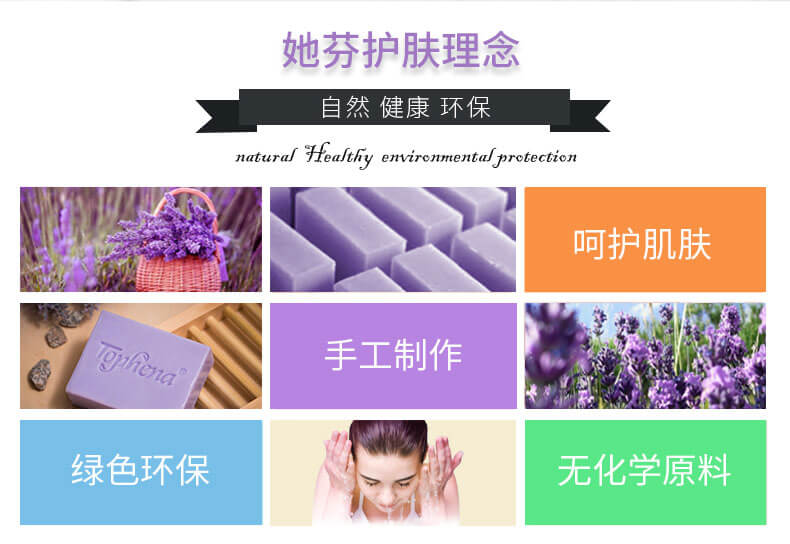 她芬护肤理念
自然 健康 环保
natural Healthy environmental protection
呵护肌肤
Tophena®
手工制作
绿色环保
无化学原料